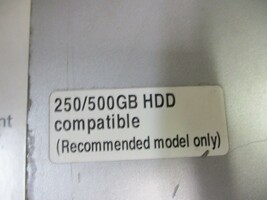 250/500GB HDD
compatible
(Recommended model only)